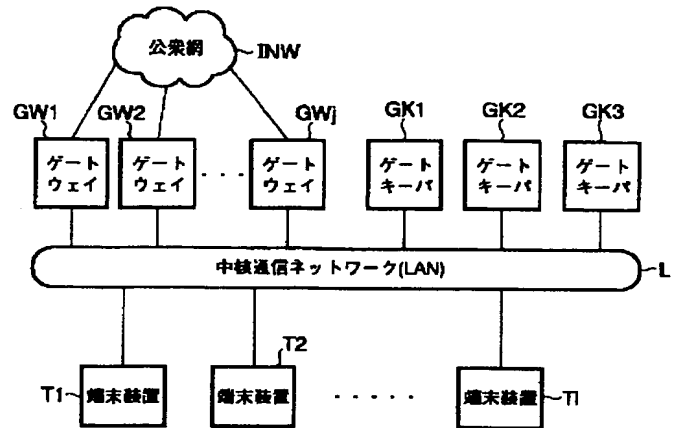 公衆網
INW
GW1
GW2
GWj
GK1
GK2
GK3
ゲート
ウェイ
ゲート
ウェイ
・・・
ゲート
ウェイ
ゲート
キーパ
ゲート
キーパ
ゲート
キーパ
中核通信ネットワーク(LAN)
L
T1
端末装置
T2
端末装置
・・・・・
端末装置
Ti